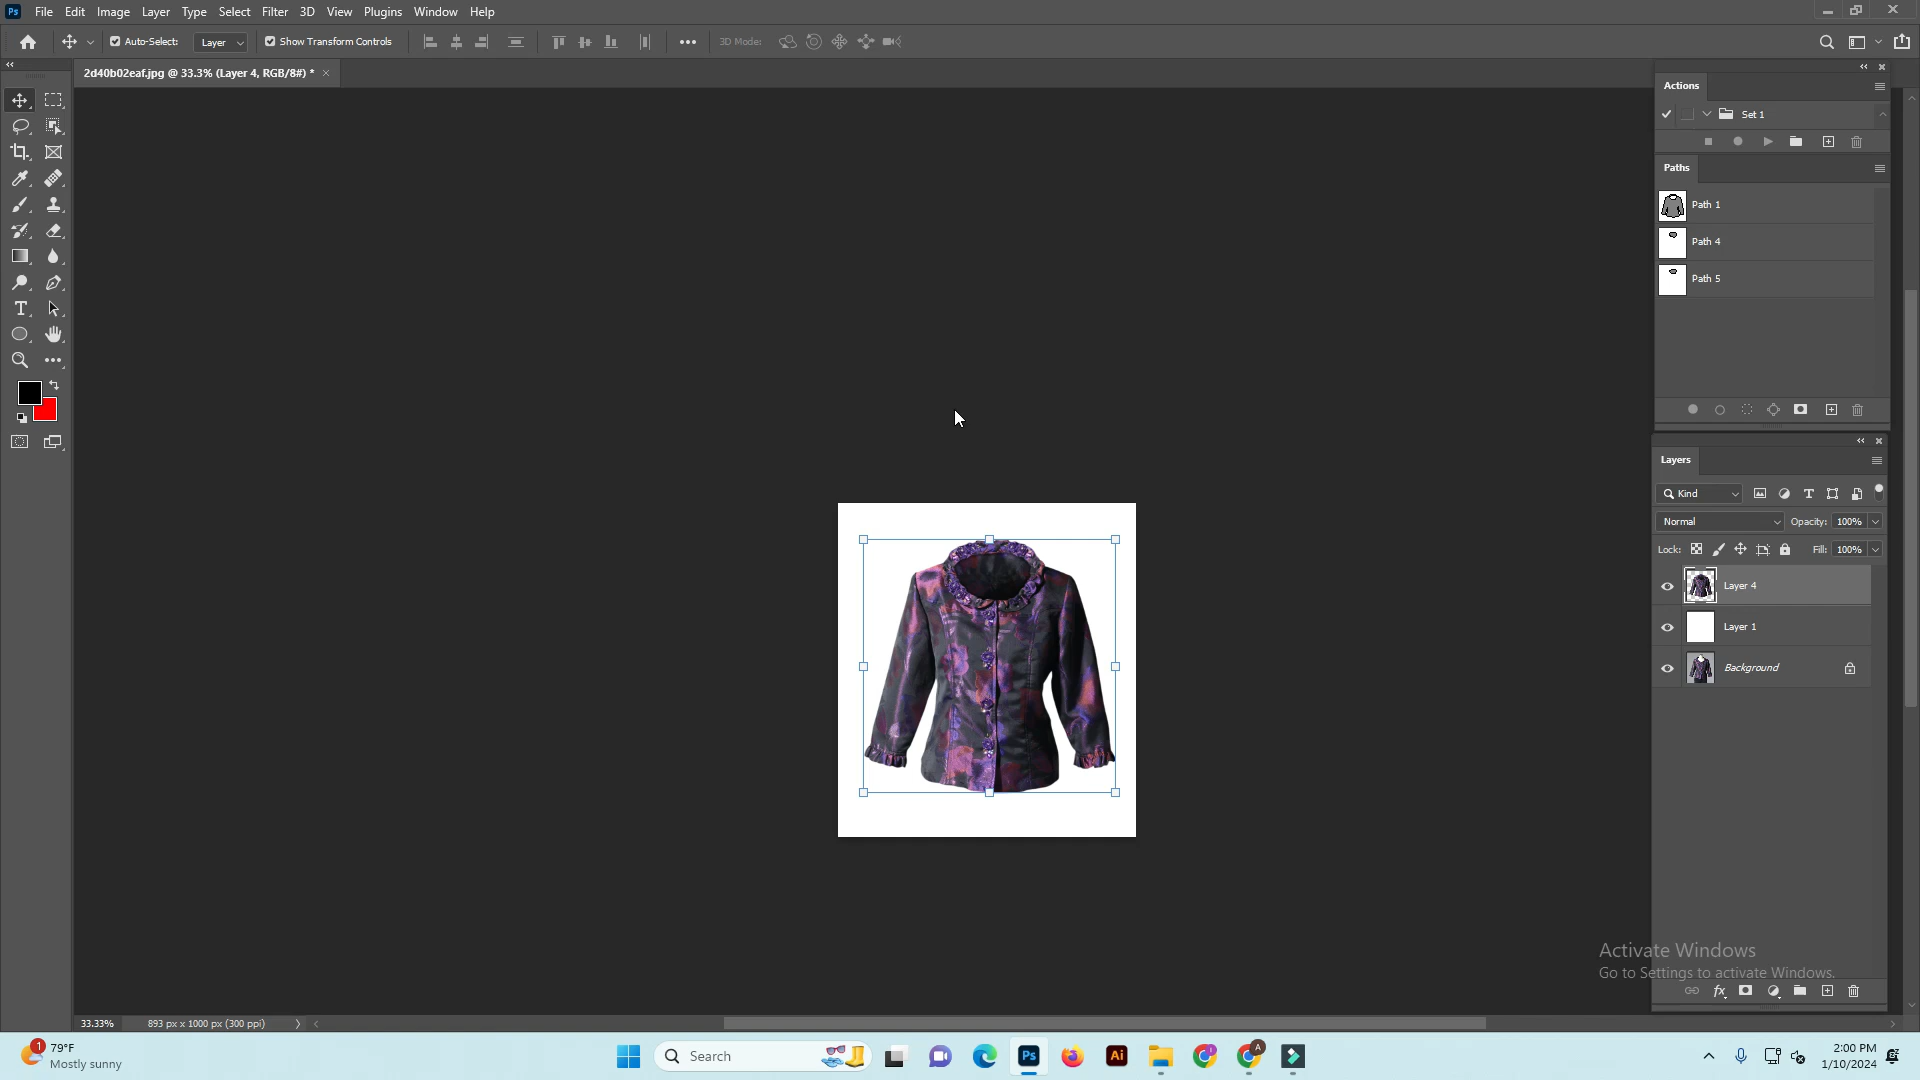 Ps File Edit Image Layer Type Select Filter 3D View Plugins Window Help
Auto-Select: Layer Show Transform Controls 3D Mode:
2d40b02eaf.jpg @ 33.3% (Layer 4, RGB/8#) *
Actions
Set 1
Paths
Path 1
Path 4
Path 5
Layers
Kind
Normal Opacity: 100%
Lock: Fill: 100%
Layer 4
Layer 1
Background
Activate Windows
Go to Settings to activate Windows.
33.33% 893 px x 1000 px (300 ppi)
1 79°F
Mostly sunny
Search
Ps
Ai
A
2:00 PM
1/10/2024